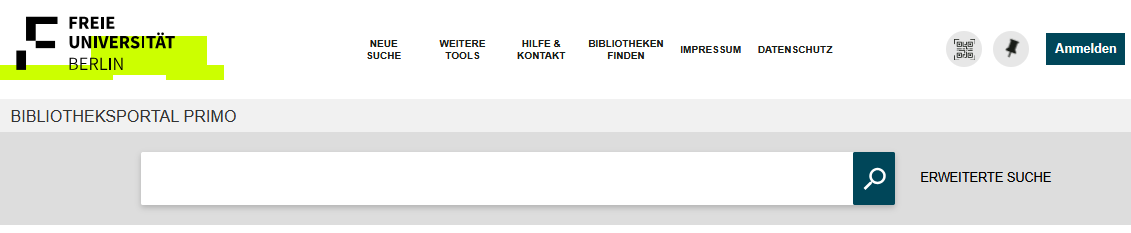 FREIE
UNIVERSITÄT
BERLIN
NEUE
SUCHE
WEITERE
TOOLS
HILFE &
KONTAKT
BIBLIOTHEKEN
FINDEN
IMPRESSUM
DATENSCHUTZ
Anmelden
BIBLIOTHEKSPORTAL PRIMO
ERWEITERTE SUCHE